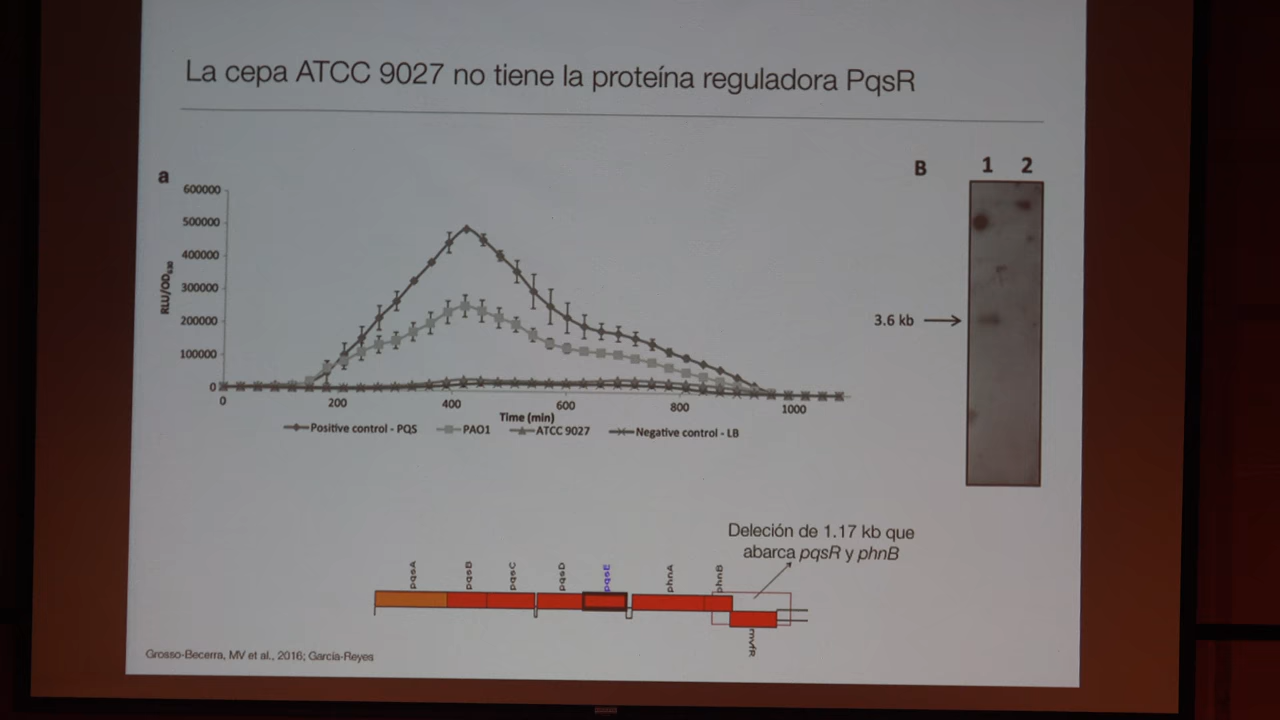 La cepa ATCC 9027 no tiene la proteína reguladora PqsR
a
600000
500000
400000
300000
200000
100000
0
RLU/OD630
0 200 400 600 800 1000
Time (min)
Positive control - PQS PAO1 ATCC 9027 Negative control - LB
B 1 2
3.6 kb
Deleción de 1.17 kb que
abarca pqsR y phnB
pqsA pqsB pqsC pqsD pqsE phnA phnB
mvfR
Grosso-Becerra, MV et al., 2016; García-Reyes